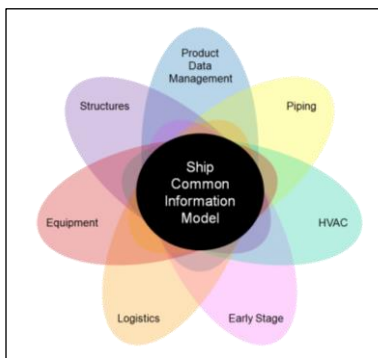 Product
Data
Management
Structures
Piping
Ship
Common
Information
Model
Equipment
HVAC
Logistics
Early Stage